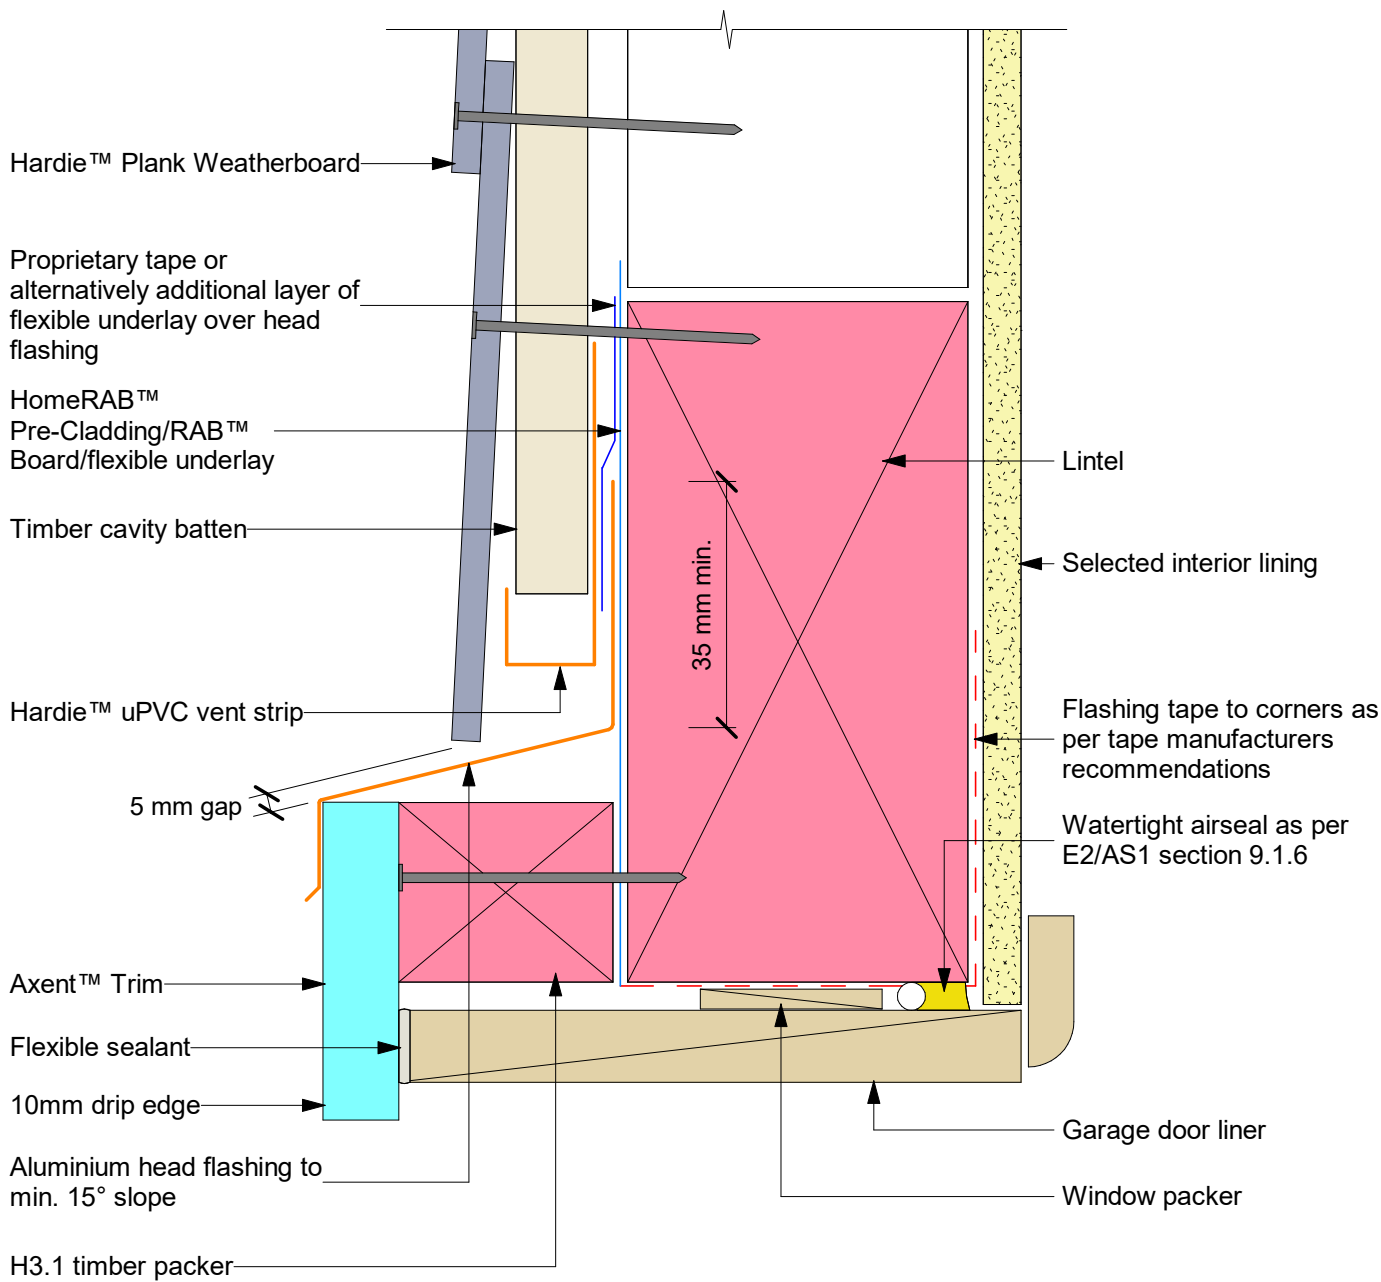 Hardie™ Plank Weatherboard
Proprietary tape or
alternatively additional layer of
flexible underlay over head
flashing
HomeRAB™
Pre-Cladding/RAB™
Board/flexible underlay
Timber cavity batten
Hardie™ uPVC vent strip
5 mm gap
Axent™ Trim
Flexible sealant
10mm drip edge
Aluminium head flashing to
min. 15° slope
H3.1 timber packer
35 mm min.
Lintel
Selected interior lining
Flashing tape to corners as
per tape manufacturers
recommendations
Watertight airseal as per
E2/AS1 section 9.1.6
Garage door liner
Window packer